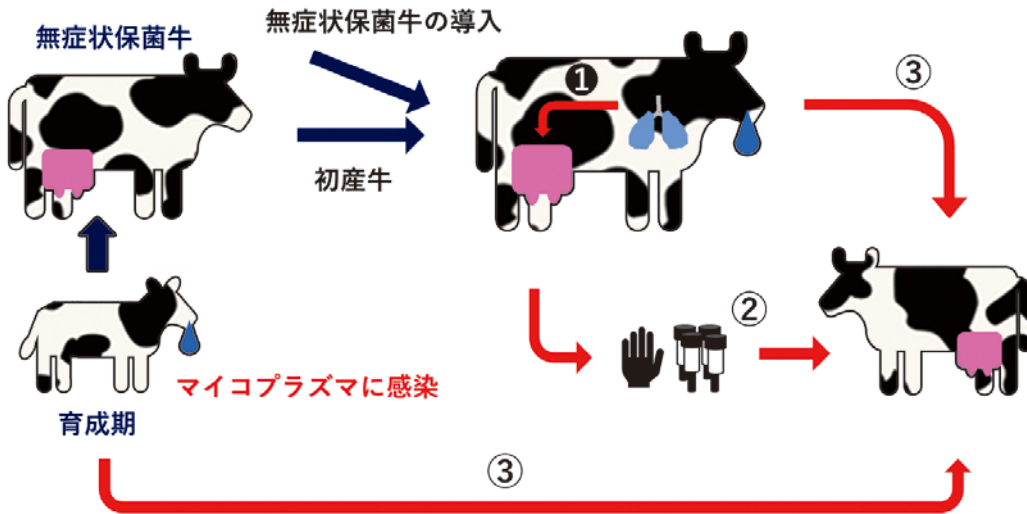 無症状保菌牛
無症状保菌牛の導入
❶
③
初産牛
②
マイコプラズマに感染
育成期
③